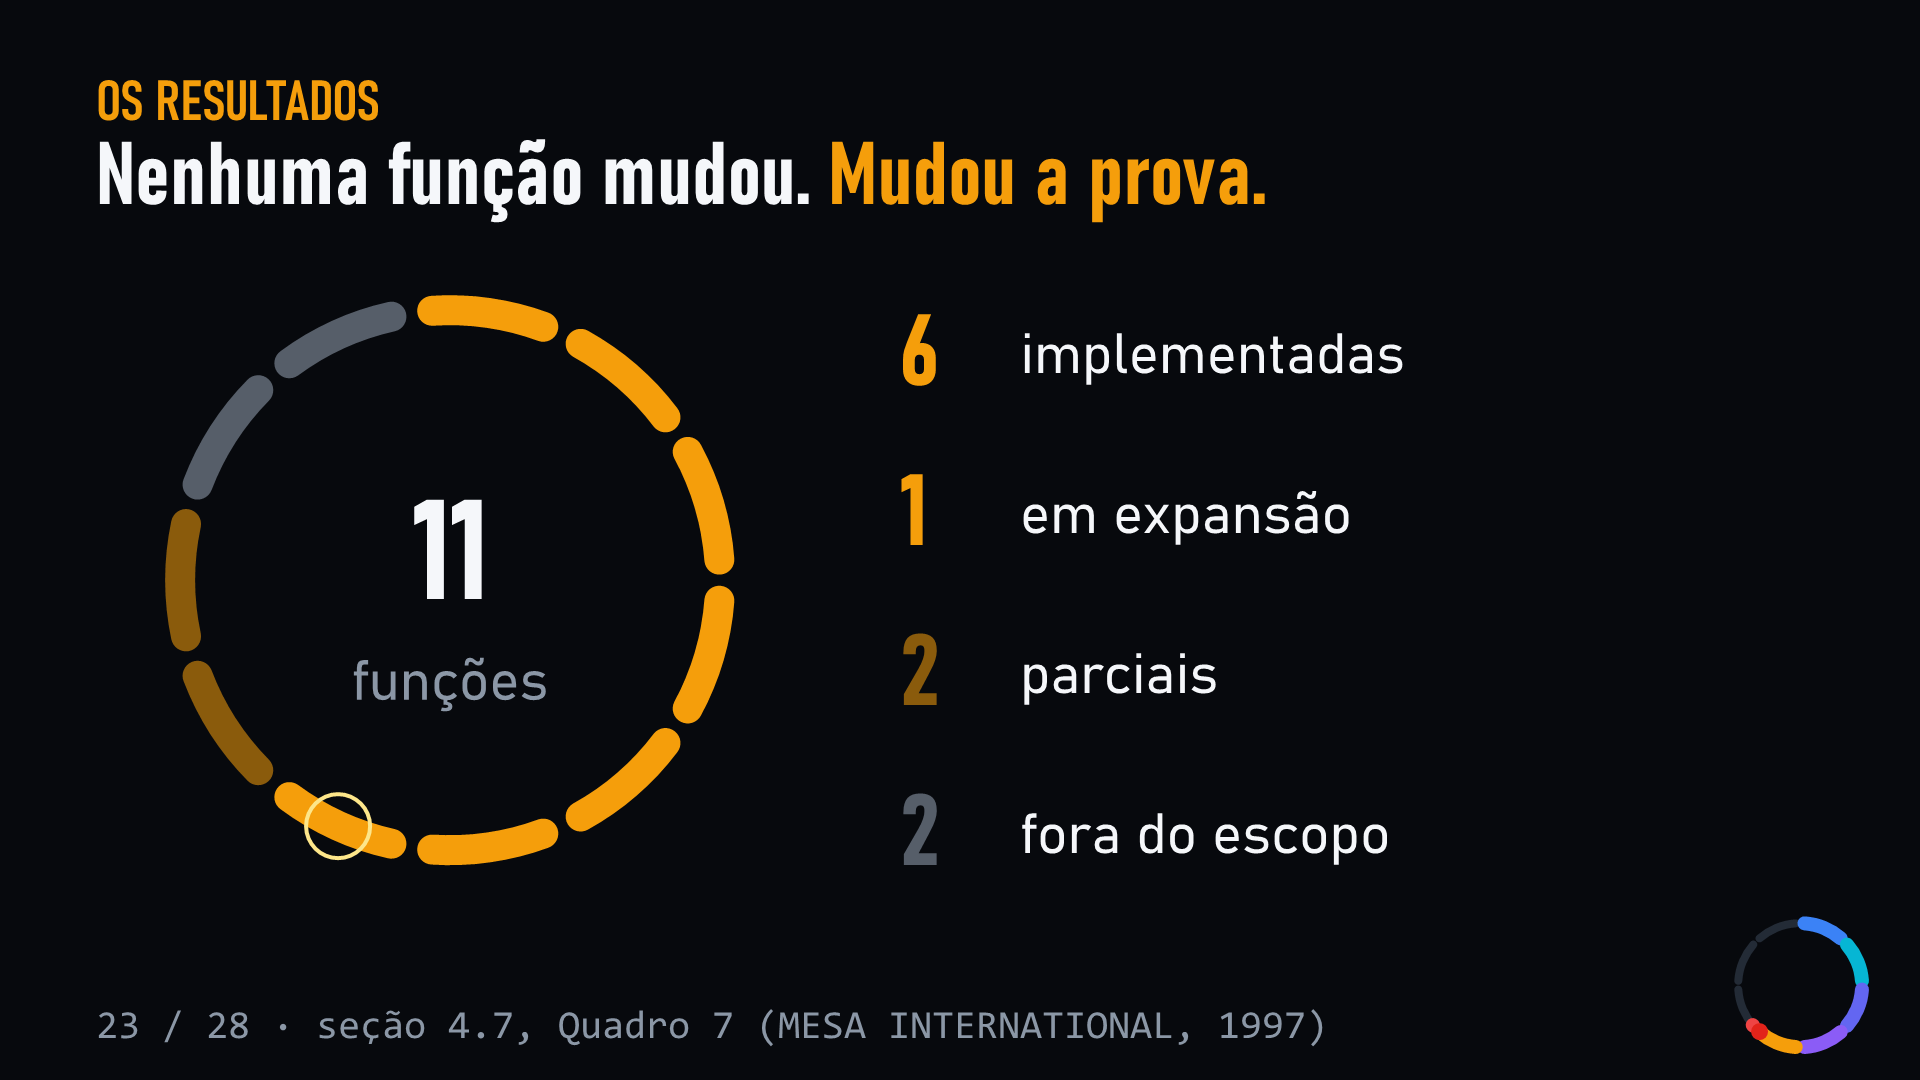 OS RESULTADOS
Nenhuma função mudou. Mudou a prova.
11
funções
6 implementadas
1 em expansão
2 parciais
2 fora do escopo
23 / 28 · seção 4.7, Quadro 7 (MESA INTERNATIONAL, 1997)